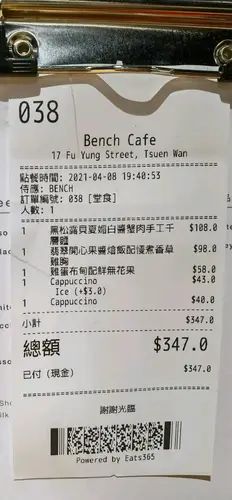 038
Bench Cafe
17 Fu Yung Street, Tsuen Wan
點餐時間: 2021-04-08 19:40:53
侍應: BENCH
訂單編號: 038 [堂食]
人數: 1
1 黑松露貝夏媚白醬蟹肉手工千 $108.0
層麵
1 翡翠開心果醬燴飯配慢煮香草 $98.0
雞胸
1 雞蛋布甸配鮮無花果 $58.0
1 Cappuccino $43.0
Ice (+$3.0)
1 Cappuccino $40.0
小計 $347.0
總額 $347.0
已付 (現金) $347.0
謝謝光臨
Powered by Eats365